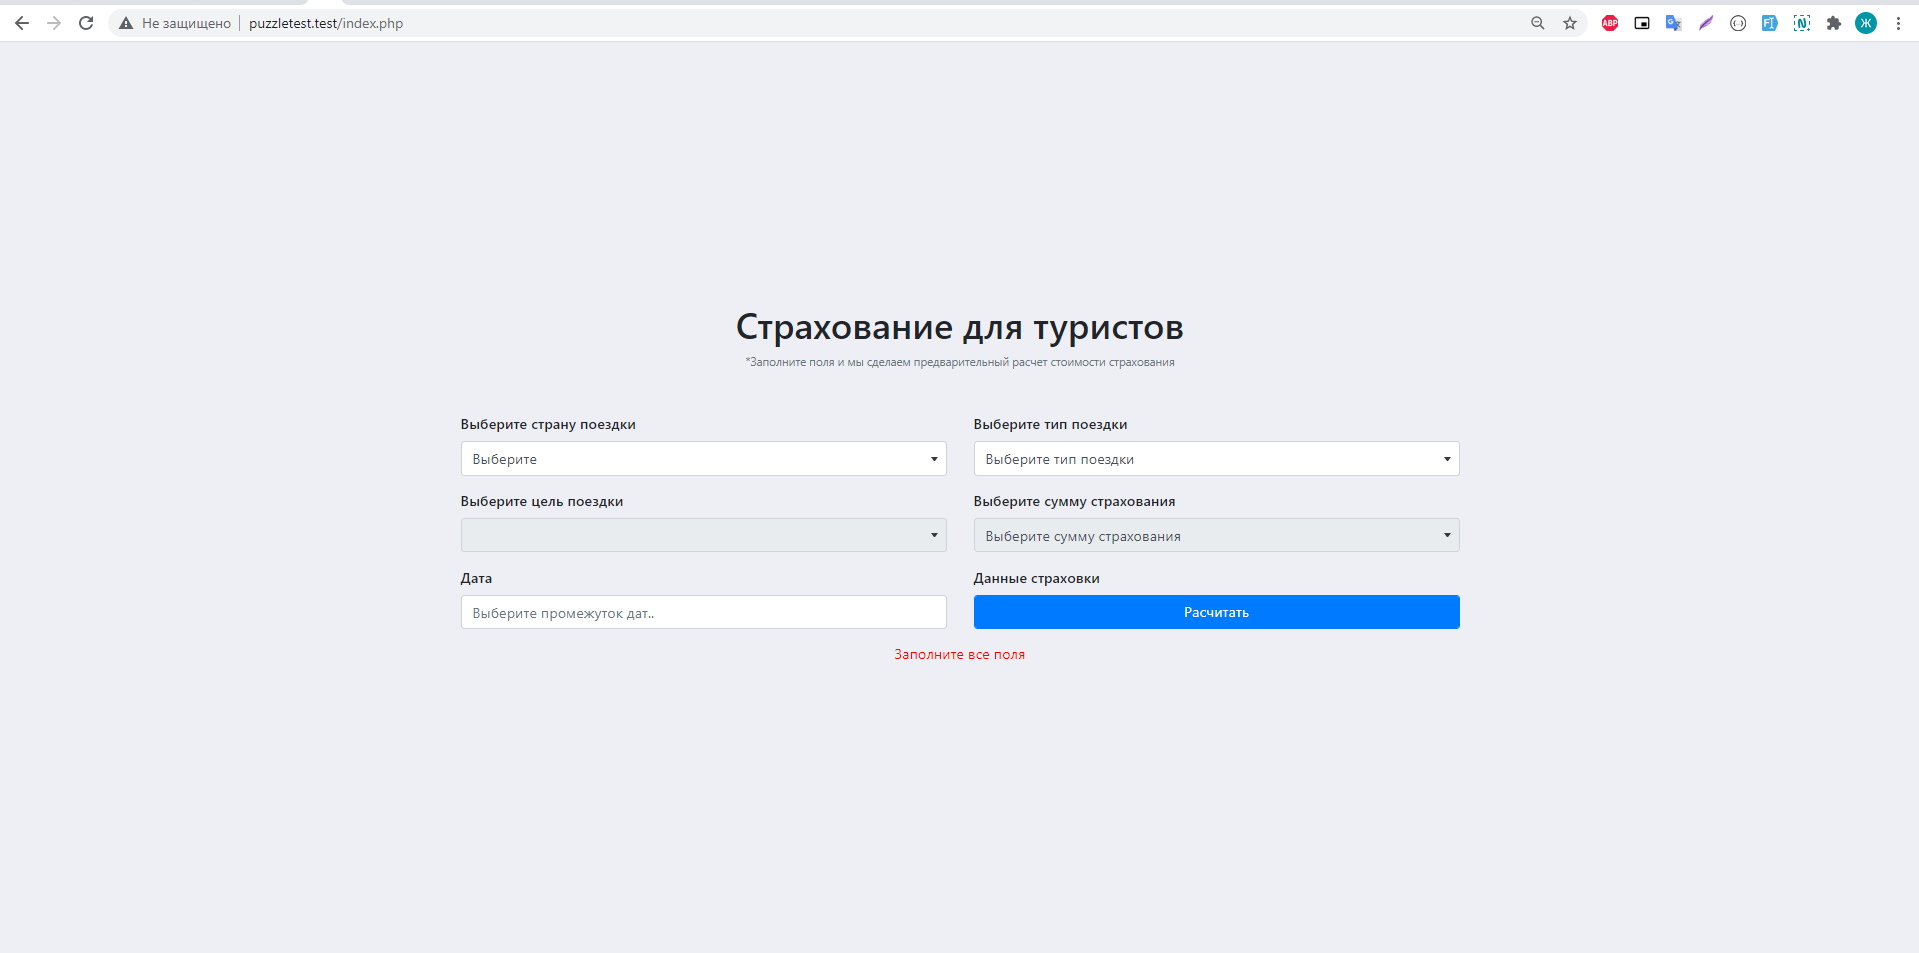 Не защищено puzzletest.test/index.php
ABP
G
F
N
Ж
Страхование для туристов
*Заполните поля и мы сделаем предварительный расчет стоимости страхования
Выберите страну поездки
Выберите тип поездки
Выберите
Выберите тип поездки
Выберите цель поездки
Выберите сумму страхования
Выберите сумму страхования
Дата
Данные страховки
Выберите промежуток дат..
Расчитать
Заполните все поля